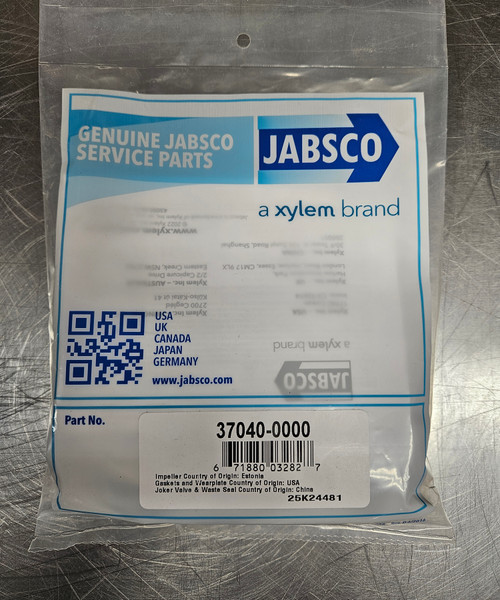 GENUINE JABSCO
SERVICE PARTS
JABSCO
a xylem brand
USA
UK
CANADA
JAPAN
GERMANY
www.jabsco.com
a xylem brand
JABSCO
Part No.
37040-0000
6 71880 03282 7
Impeller Country of Origin: Estonia
Gaskets and Wearplate Country of Origin: USA
Joker Valve & Waste Seal Country of Origin: China
25K24481